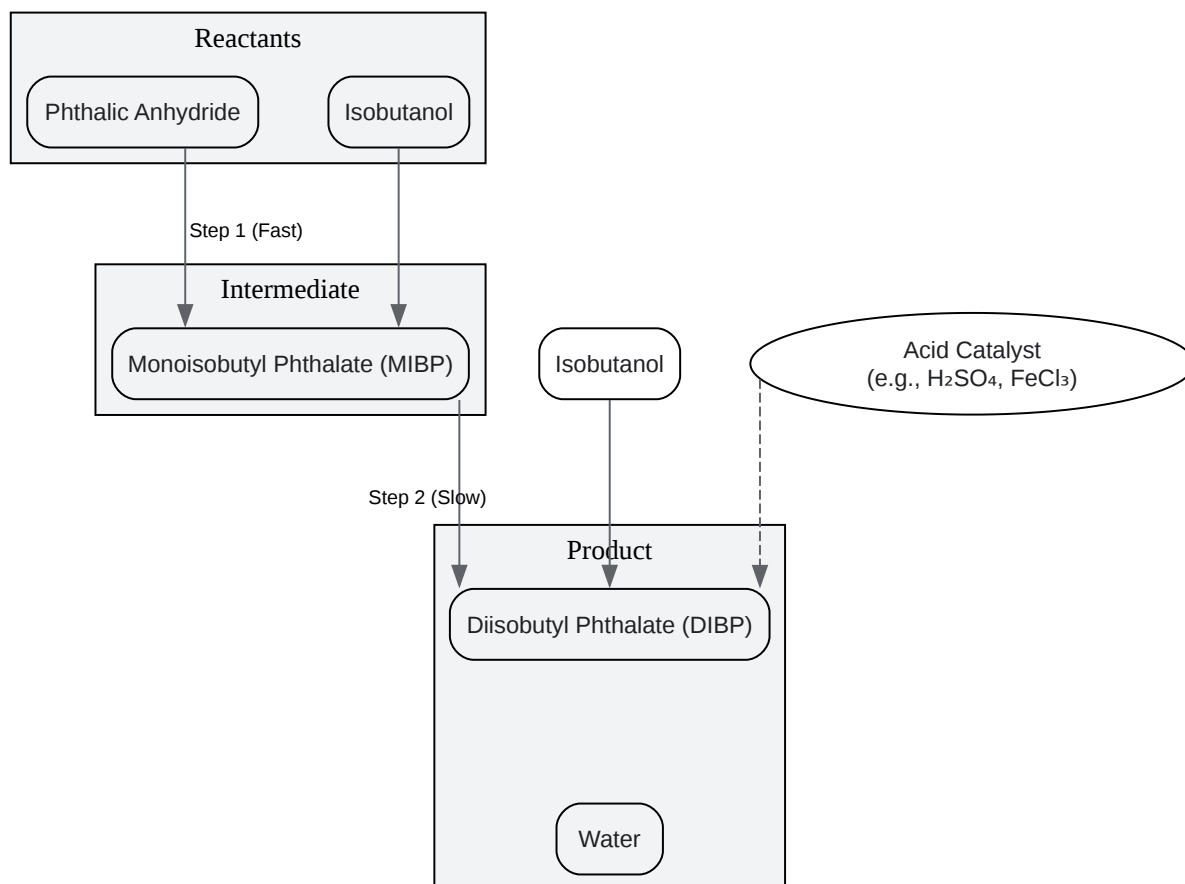 Reactants
Phthalic Anhydride
Isobutanol
Step 1 (Fast)
Intermediate
Monoisobutyl Phthalate (MIBP)
Isobutanol
Acid Catalyst
(e.g., H₂SO₄, FeCl₃)
Step 2 (Slow)
Product
Diisobutyl Phthalate (DIBP)
Water